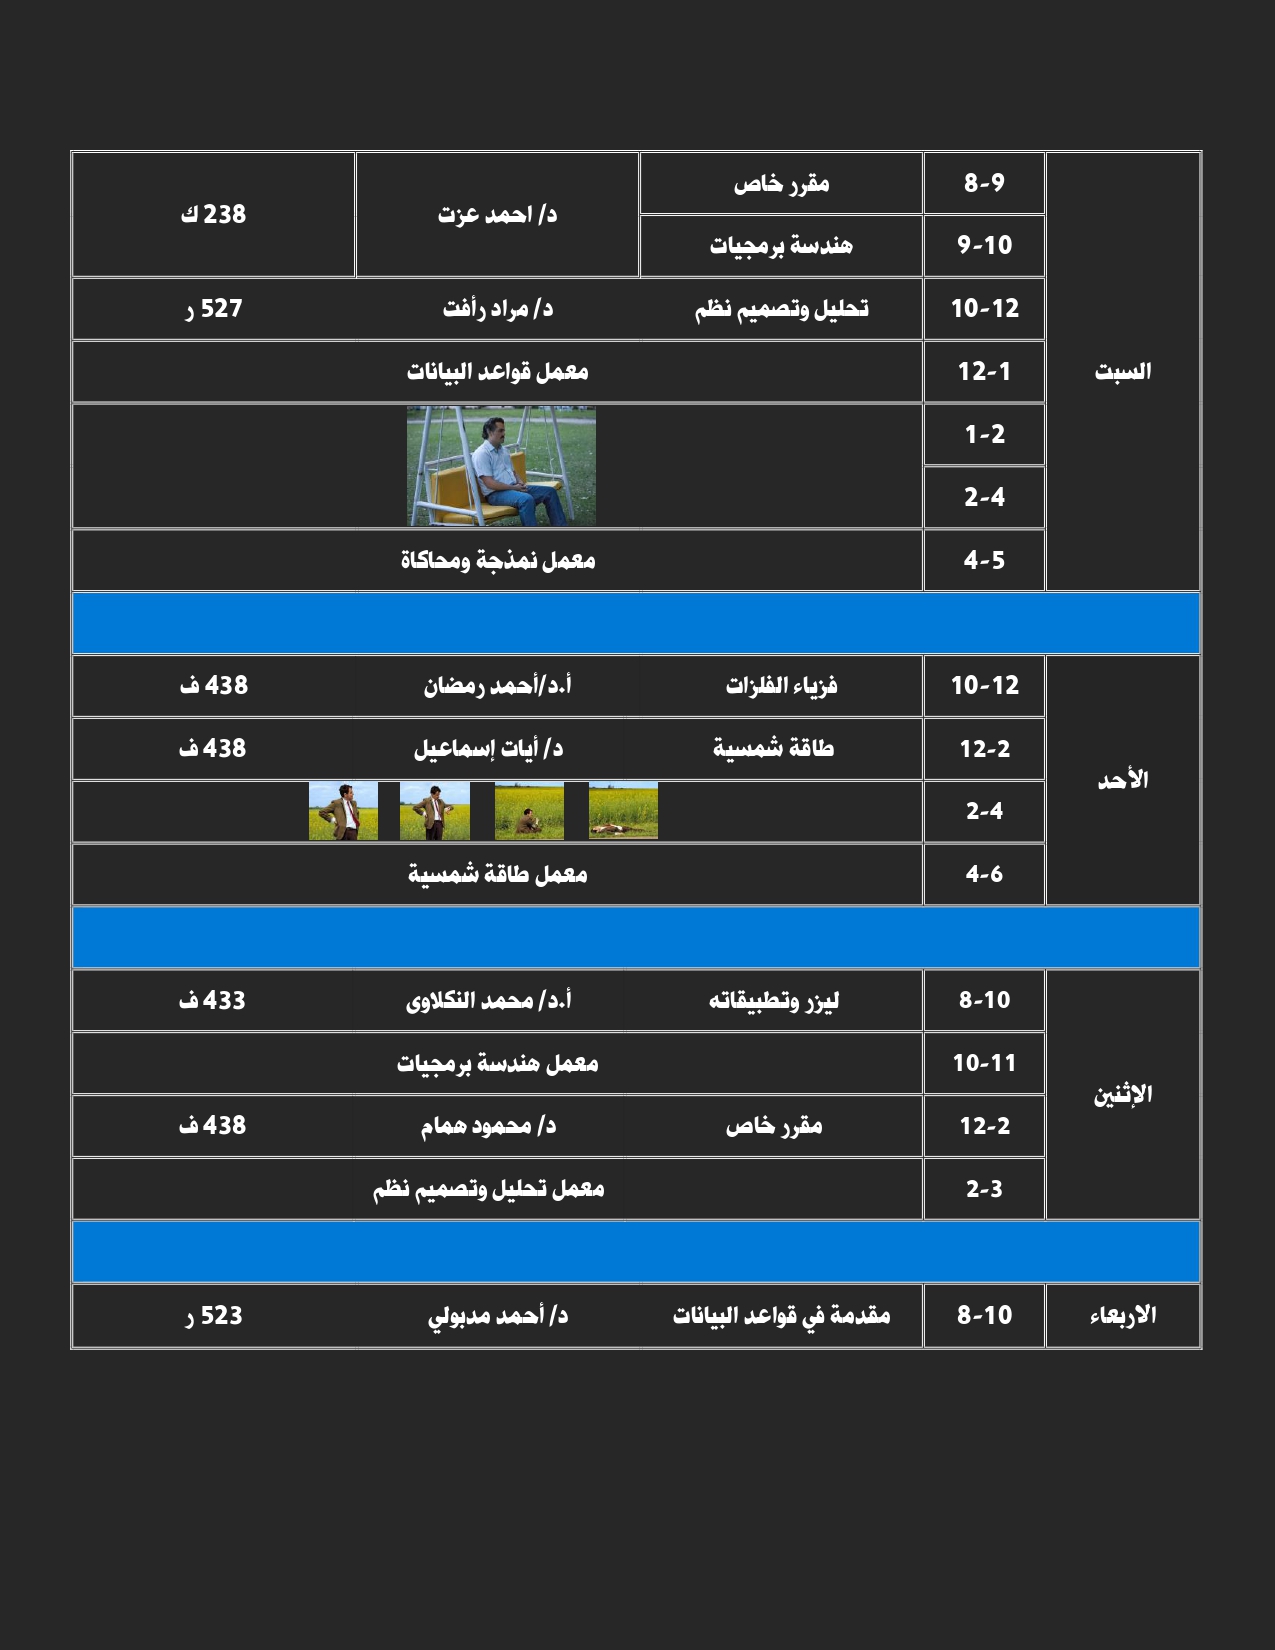 السبت
8-9 مقرر خاص د/ احمد عزت 238 ك
9-10 هندسة برمجيات
10-12 تحليل وتصميم نظم د/ مراد رأفت 527 ر
12-1 معمل قواعد البيانات
1-2
2-4
4-5 معمل نمذجة ومحاكاة
الأحد
10-12 فزياء الفلزات أ.د/أحمد رمضان 438 ف
12-2 طاقة شمسية د/ أيات إسماعيل 438 ف
2-4
4-6 معمل طاقة شمسية
الإثنين
8-10 ليزر وتطبيقاته أ.د/ محمد النكلاوى 433 ف
10-11 معمل هندسة برمجيات
12-2 مقرر خاص د/ محمود همام 438 ف
2-3 معمل تحليل وتصميم نظم
الاربعاء
8-10 مقدمة في قواعد البيانات د/ أحمد مدبولي 523 ر